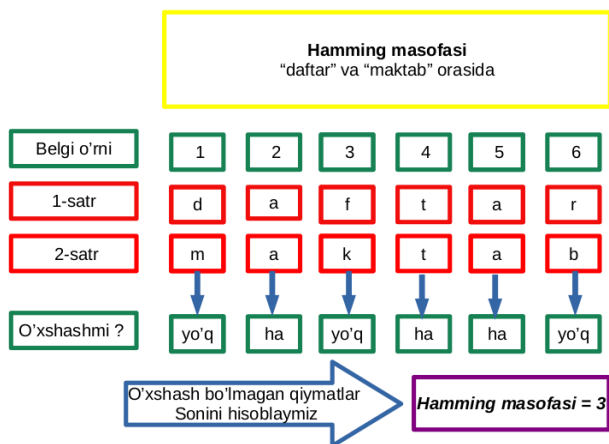 Hamming masofasi
“daftar” va “maktab” orasida
Belgi o’rni 1 2 3 4 5 6
1-satr d a f t a r
2-satr m a k t a b
O’xshashmi ? yo’q ha yo’q ha ha yo’q
O’xshash bo’lmagan qiymatlar
Sonini hisoblaymiz
Hamming masofasi = 3